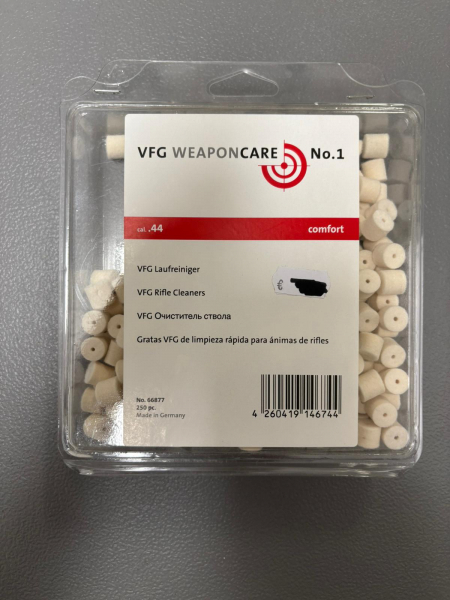 VFG WEAPONCARE No.1
cal. .44 comfort
VFG Laufreiniger
VFG Rifle Cleaners
VFG Очиститель ствола
Gratas VFG de limpieza rápida para ánimas de rifles
No. 66877
250 pc.
Made in Germany
4 260419 146744